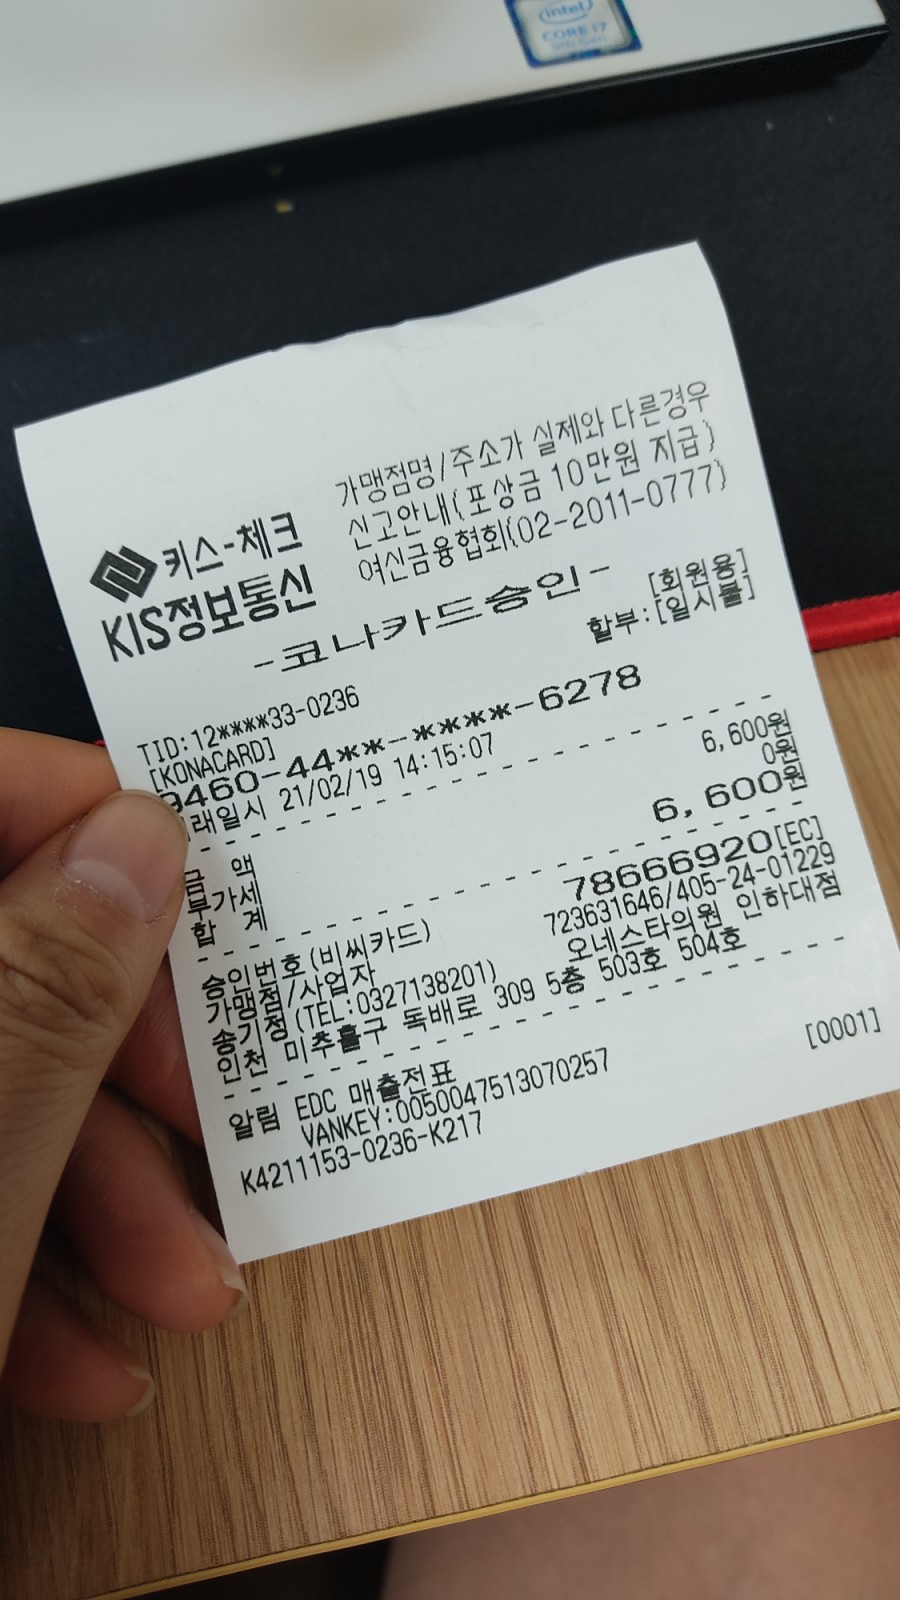 intel
CORE i7
9th Gen
가맹점명/주소가 실제와 다른경우
신고안내(포상금 10만원 지급)
여신금융협회(02-2011-0777)
키스-체크
KIS정보통신
-코나카드승인-
[회원용]
할부:[일시불]
TID:12****33-0236
[KONACARD]
9460-44**-****-6278
래일시 21/02/19 14:15:07
금 액 6,600원
부가세 0원
합 계 6,600원
승인번호(비씨카드) 78666920[EC]
가맹점/사업자 723631646/405-24-01229
송기정(TEL:0327138201) 오네스타의원 인하대점
인천 미추홀구 독배로 309 5층 503호 504호
알림 EDC 매출전표 [0001]
VANKEY:0050047513070257
K4211153-0236-K217